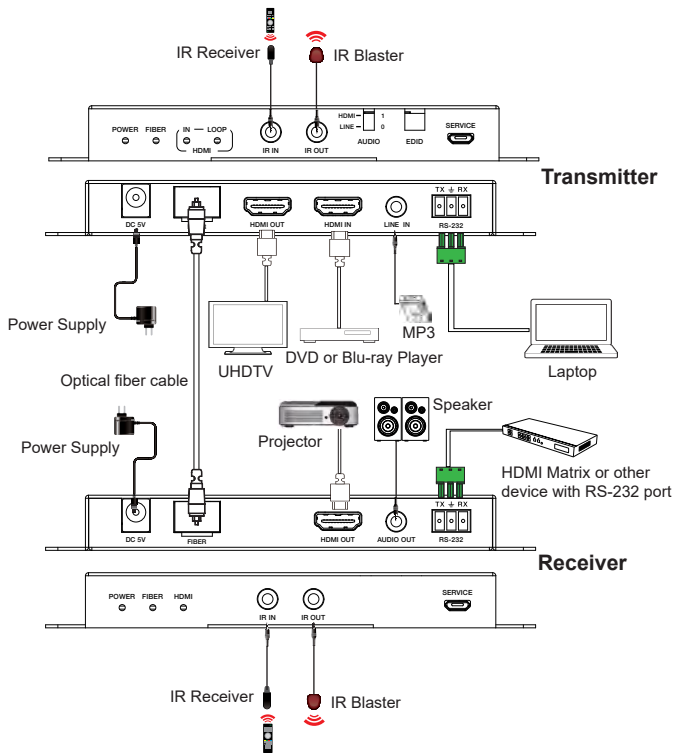 IR Receiver
IR Blaster
HDMI 1
LINE 0
AUDIO
EDID
SERVICE
POWER FIBER IN LOOP
HDMI
IR IN
IR OUT
Transmitter
TX RX
DC 5V
HDMI OUT
HDMI IN
LINE IN
RS-232
Power Supply
UHDTV
DVD or Blu-ray Player
MP3
Laptop
Optical fiber cable
Power Supply
Projector
Speaker
HDMI Matrix or other
device with RS-232 port
TX RX
DC 5V
FIBER
HDMI OUT
AUDIO OUT
RS-232
Receiver
POWER FIBER HDMI
IR IN
IR OUT
SERVICE
IR Receiver
IR Blaster